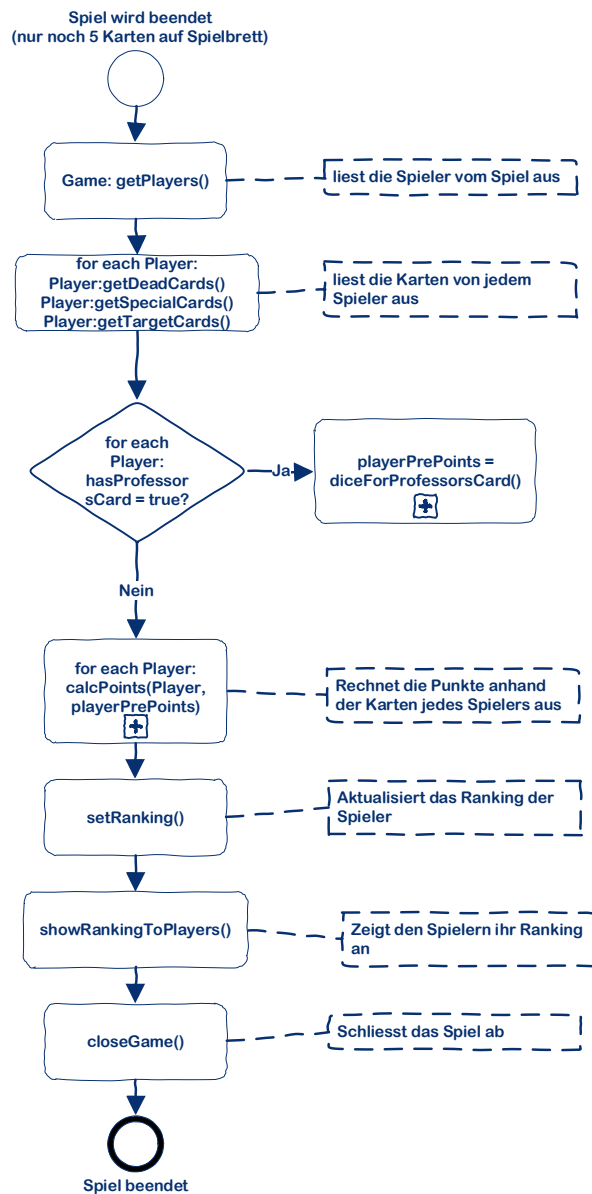 Spiel wird beendet
(nur noch 5 Karten auf Spielbrett)
Game: getPlayers()
liest die Spieler vom Spiel aus
for each Player:
Player:getDeadCards()
Player:getSpecialCards()
Player:getTargetCards()
liest die Karten von jedem
Spieler aus
for each
Player:
hasProfessor
sCard = true?
Ja
playerPrePoints =
diceForProfessorsCard()
Nein
for each Player:
calcPoints(Player,
playerPrePoints)
Rechnet die Punkte anhand
der Karten jedes Spielers aus
setRanking()
Aktualisiert das Ranking der
Spieler
showRankingToPlayers()
Zeigt den Spielern ihr Ranking
an
closeGame()
Schliesst das Spiel ab
Spiel beendet